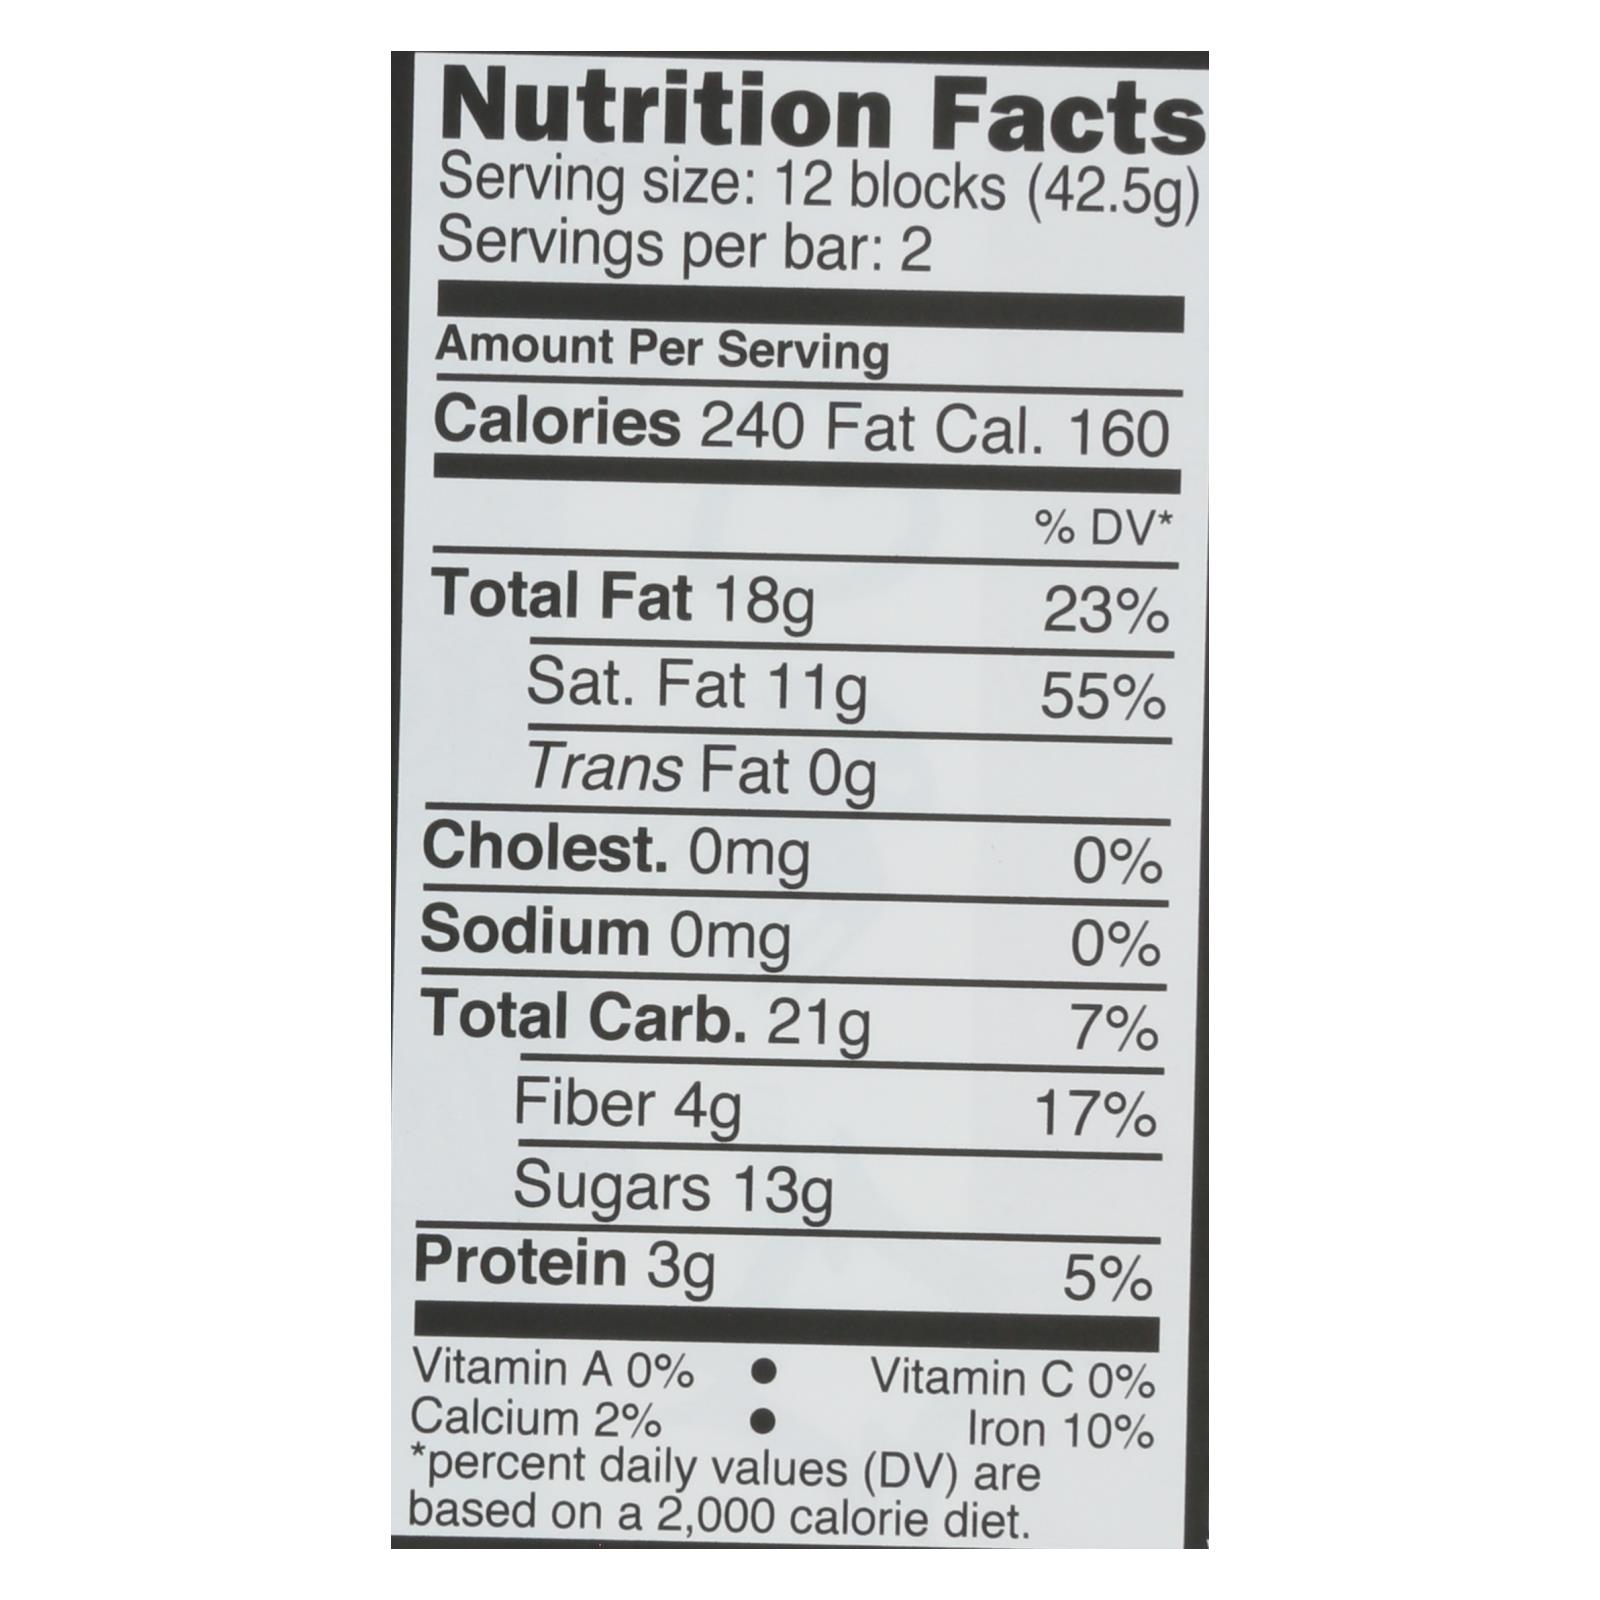 Nutrition Facts
Serving size: 12 blocks (42.5g)
Servings per bar: 2
Amount Per Serving
Calories 240 Fat Cal. 160
% DV*
Total Fat 18g 23%
Sat. Fat 11g 55%
Trans Fat 0g
Cholest. 0mg 0%
Sodium 0mg 0%
Total Carb. 21g 7%
Fiber 4g 17%
Sugars 13g
Protein 3g 5%
Vitamin A 0% ● Vitamin C 0%
Calcium 2% ● Iron 10%
*percent daily values (DV) are
based on a 2,000 calorie diet.